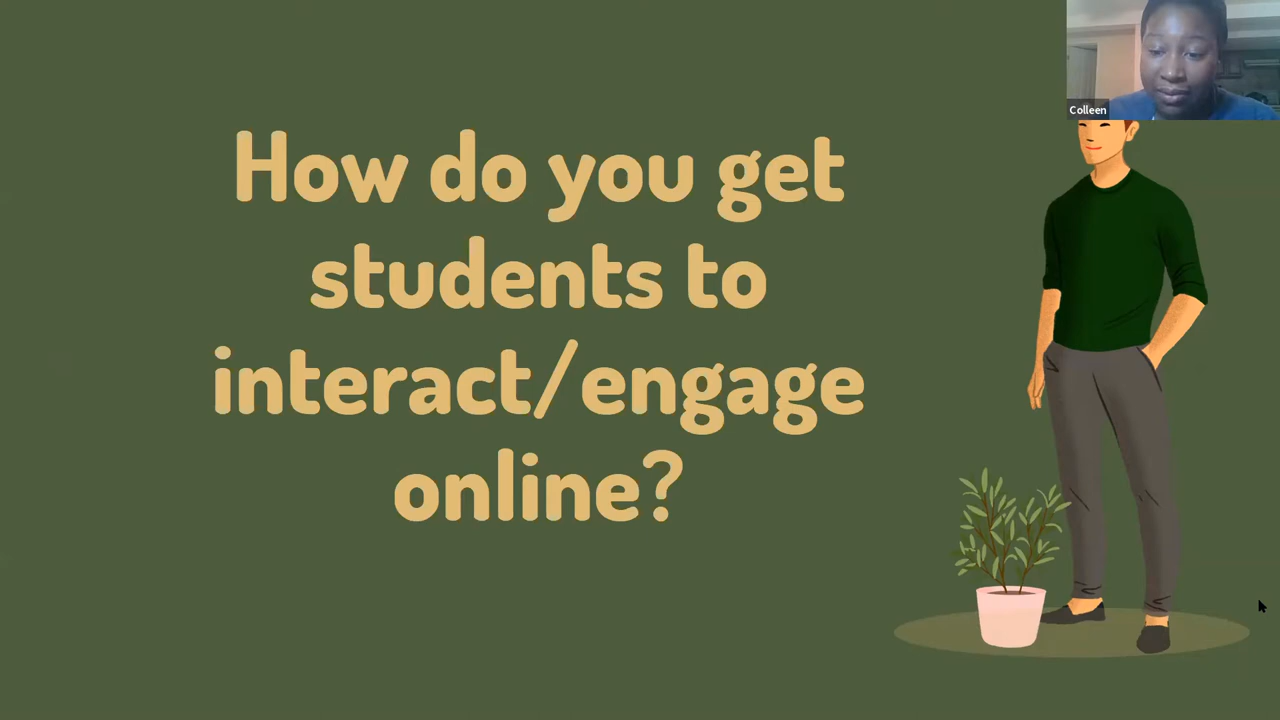 Colleen
How do you get
students to
interact/engage
online?